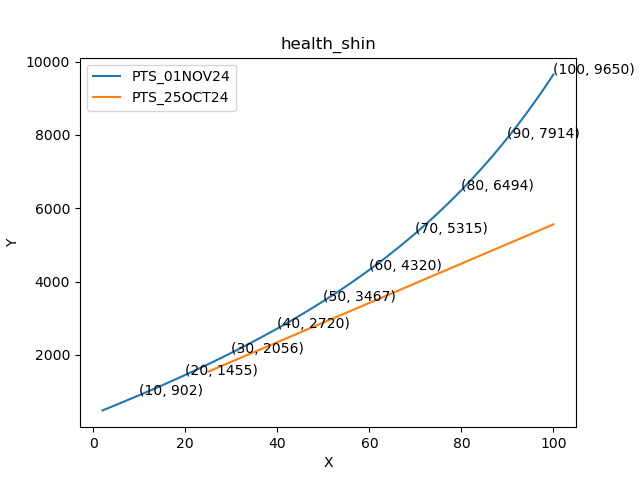 health_shin
PTS_01NOV24
PTS_25OCT24
10000
8000
6000
4000
2000
Y
(100, 9650)
(90, 7914)
(80, 6494)
(70, 5315)
(60, 4320)
(50, 3467)
(40, 2720)
(30, 2056)
(20, 1455)
(10, 902)
0 20 40 60 80 100
X